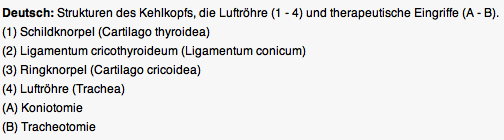 Deutsch: Strukturen des Kehlkopfs, die Luftröhre (1 - 4) und therapeutische Eingriffe (A - B).
(1) Schildknorpel (Cartilago thyroidea)
(2) Ligamentum cricothyroideum (Ligamentum conicum)
(3) Ringknorpel (Cartilago cricoidea)
(4) Luftröhre (Trachea)
(A) Koniotomie
(B) Tracheotomie